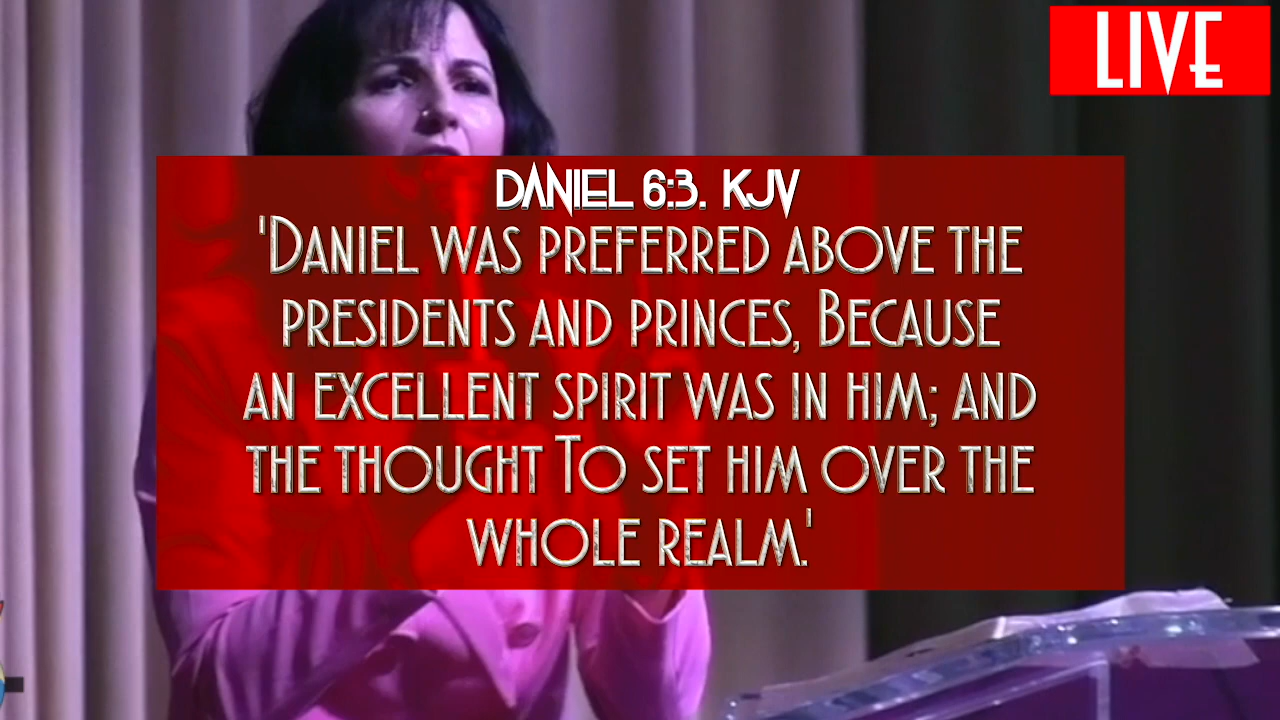 LIVE
DANIEL 6:3. KJV
'DANIEL WAS PREFERRED ABOVE THE
PRESIDENTS AND PRINCES, BECAUSE
AN EXCELLENT SPIRIT WAS IN HIM; AND
THE THOUGHT TO SET HIM OVER THE
WHOLE REALM.'